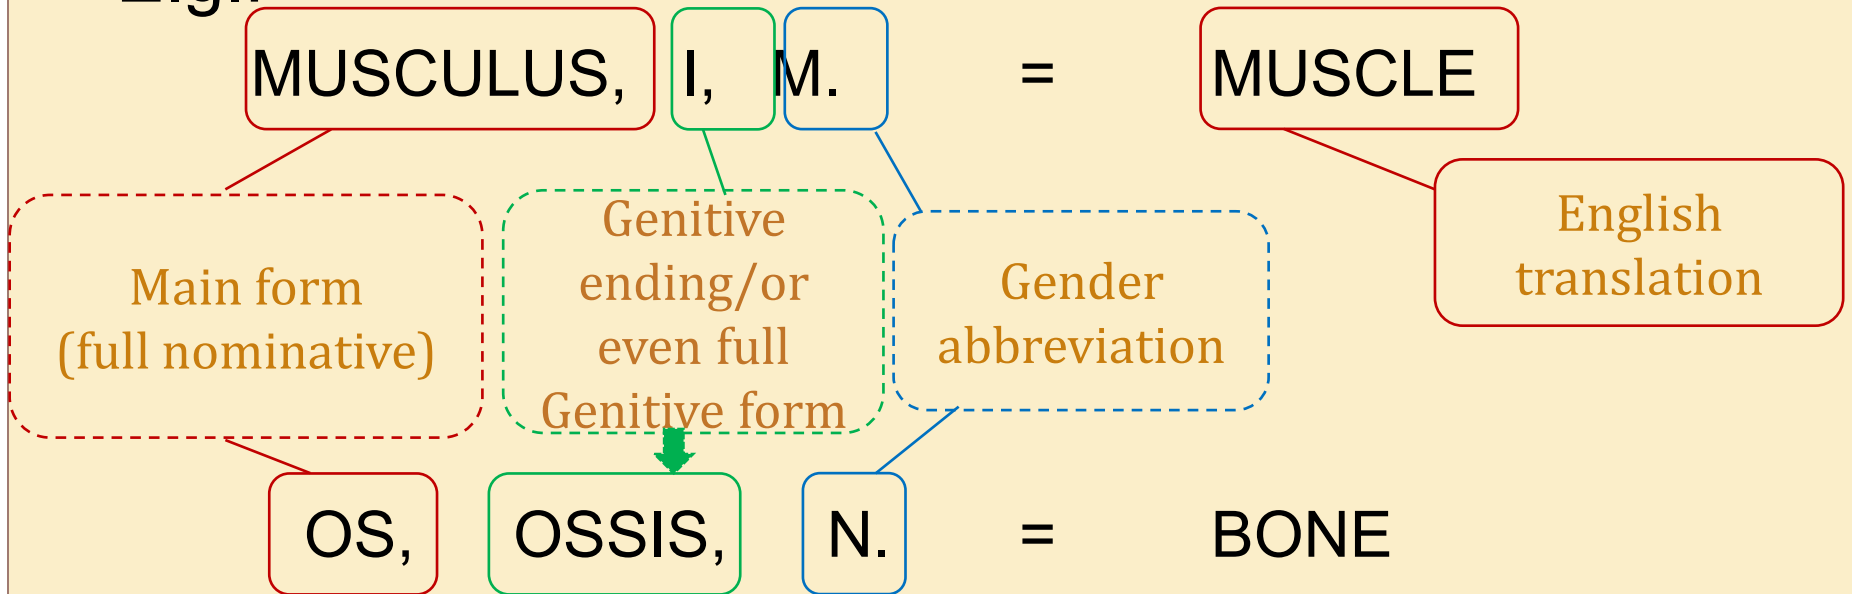 MUSCULUS, I, M. = MUSCLE
Main form
(full nominative)
Genitive
ending/or
even full
Genitive form
Gender
abbreviation
English
translation
OS, OSSIS, N. = BONE